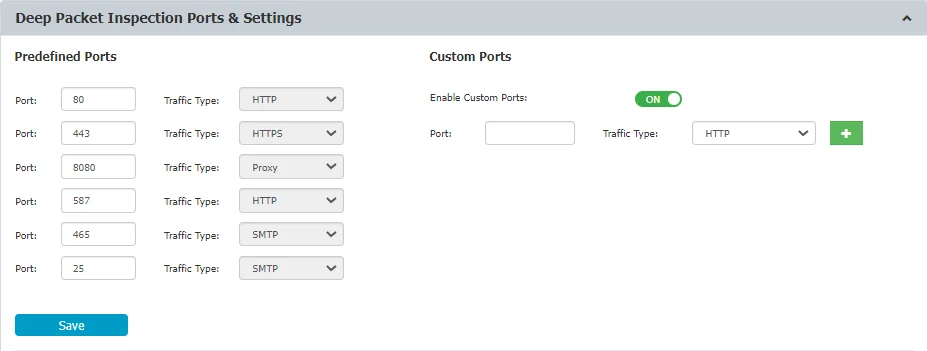 Deep Packet Inspection Ports & Settings
Predefined Ports
Custom Ports
Port: 80 Traffic Type: HTTP
Enable Custom Ports: ON
Port: 443 Traffic Type: HTTPS
Port: Traffic Type: HTTP +
Port: 8080 Traffic Type: Proxy
Port: 587 Traffic Type: HTTP
Port: 465 Traffic Type: SMTP
Port: 25 Traffic Type: SMTP
Save